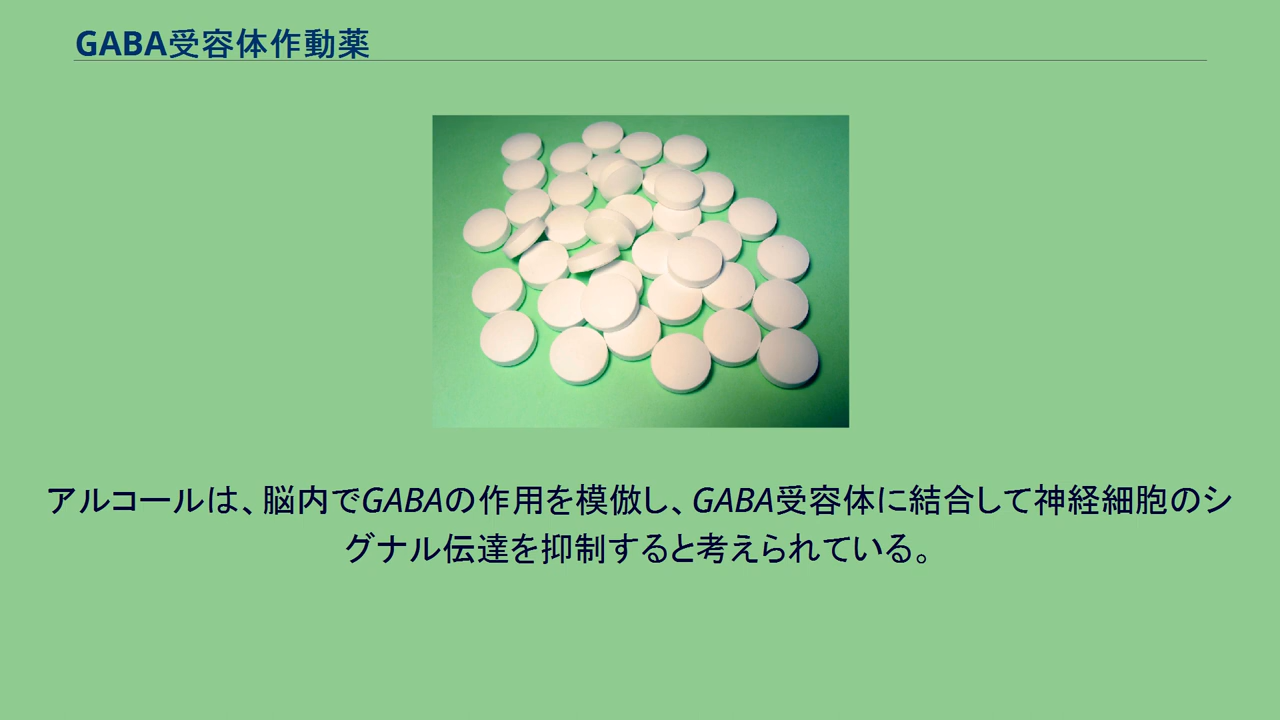 GABA受容体作動薬
アルコールは、脳内でGABAの作用を模倣し、GABA受容体に結合して神経細胞のシ
グナル伝達を抑制すると考えられている。